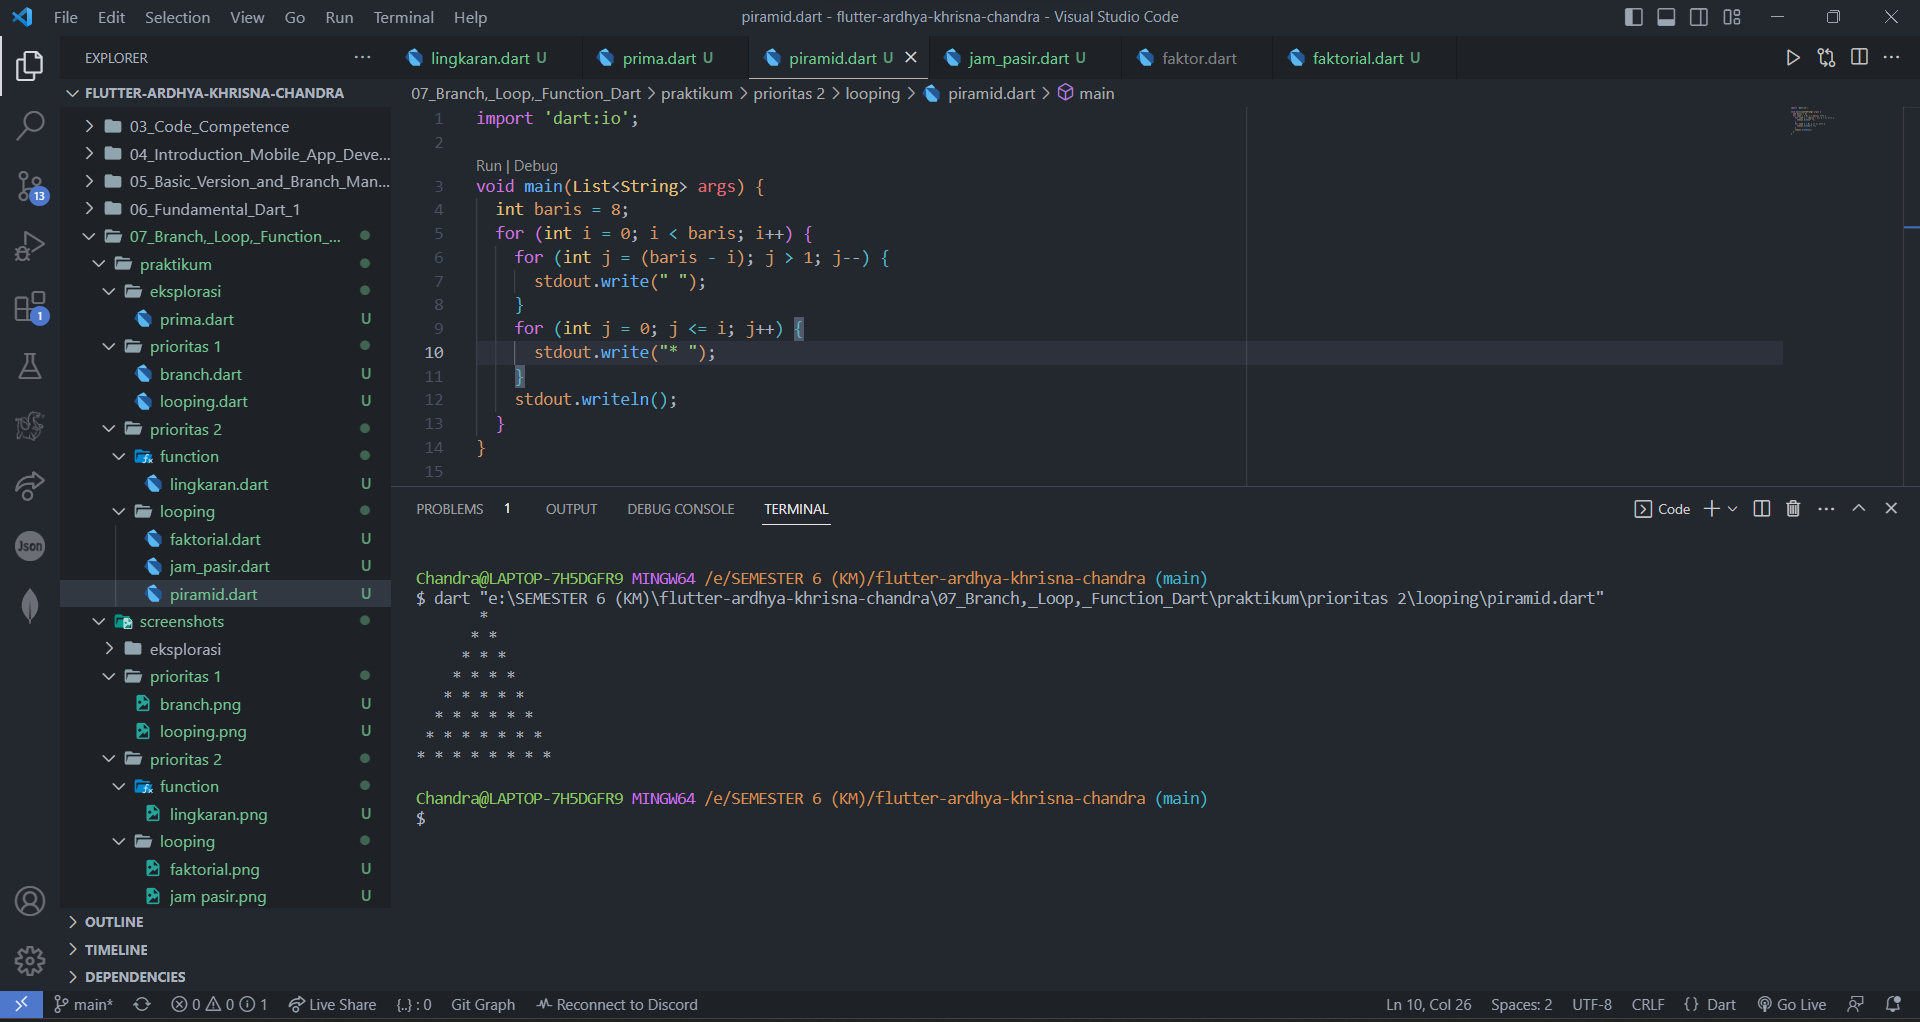 File Edit Selection View Go Run Terminal Help
piramid.dart - flutter-ardhya-khrisna-chandra - Visual Studio Code
EXPLORER
lingkaran.dart U
prima.dart U
piramid.dart U
jam_pasir.dart U
faktor.dart
faktorial.dart U
FLUTTER-ARDHYA-KHRISNA-CHANDRA
03_Code_Competence
04_Introduction_Mobile_App_Deve...
05_Basic_Version_and_Branch_Man...
06_Fundamental_Dart_1
07_Branch,_Loop,_Function_...
praktikum
eksplorasi
prima.dart U
prioritas 1
branch.dart U
looping.dart U
prioritas 2
function
lingkaran.dart U
looping
faktorial.dart U
jam_pasir.dart U
piramid.dart U
screenshots
eksplorasi
prioritas 1
branch.png U
looping.png U
prioritas 2
function
lingkaran.png U
looping
faktorial.png U
jam pasir.png U
OUTLINE
TIMELINE
DEPENDENCIES
13
1
Json
07_Branch,_Loop,_Function_Dart > praktikum > prioritas 2 > looping > piramid.dart > main
1 import 'dart:io';
2
Run | Debug
3 void main(List<String> args) {
4 int baris = 8;
5 for (int i = 0; i < baris; i++) {
6 for (int j = (baris - i); j > 1; j--) {
7 stdout.write(" ");
8 }
9 for (int j = 0; j <= i; j++) {
10 stdout.write("* ");
11 }
12 stdout.writeln();
13 }
14 }
15
PROBLEMS 1 OUTPUT DEBUG CONSOLE TERMINAL
Code
Chandra@LAPTOP-7H5DGFR9 MINGW64 /e/SEMESTER 6 (KM)/flutter-ardhya-khrisna-chandra (main)
$ dart "e:\SEMESTER 6 (KM)\flutter-ardhya-khrisna-chandra\07_Branch,_Loop,_Function_Dart\praktikum\prioritas 2\looping\piramid.dart"
*
* *
* * *
* * * *
* * * * *
* * * * * *
* * * * * * *
* * * * * * * *
Chandra@LAPTOP-7H5DGFR9 MINGW64 /e/SEMESTER 6 (KM)/flutter-ardhya-khrisna-chandra (main)
$
main* 0 0 1 Live Share {..} : 0 Git Graph Reconnect to Discord
Ln 10, Col 26 Spaces: 2 UTF-8 CRLF {} Dart Go Live